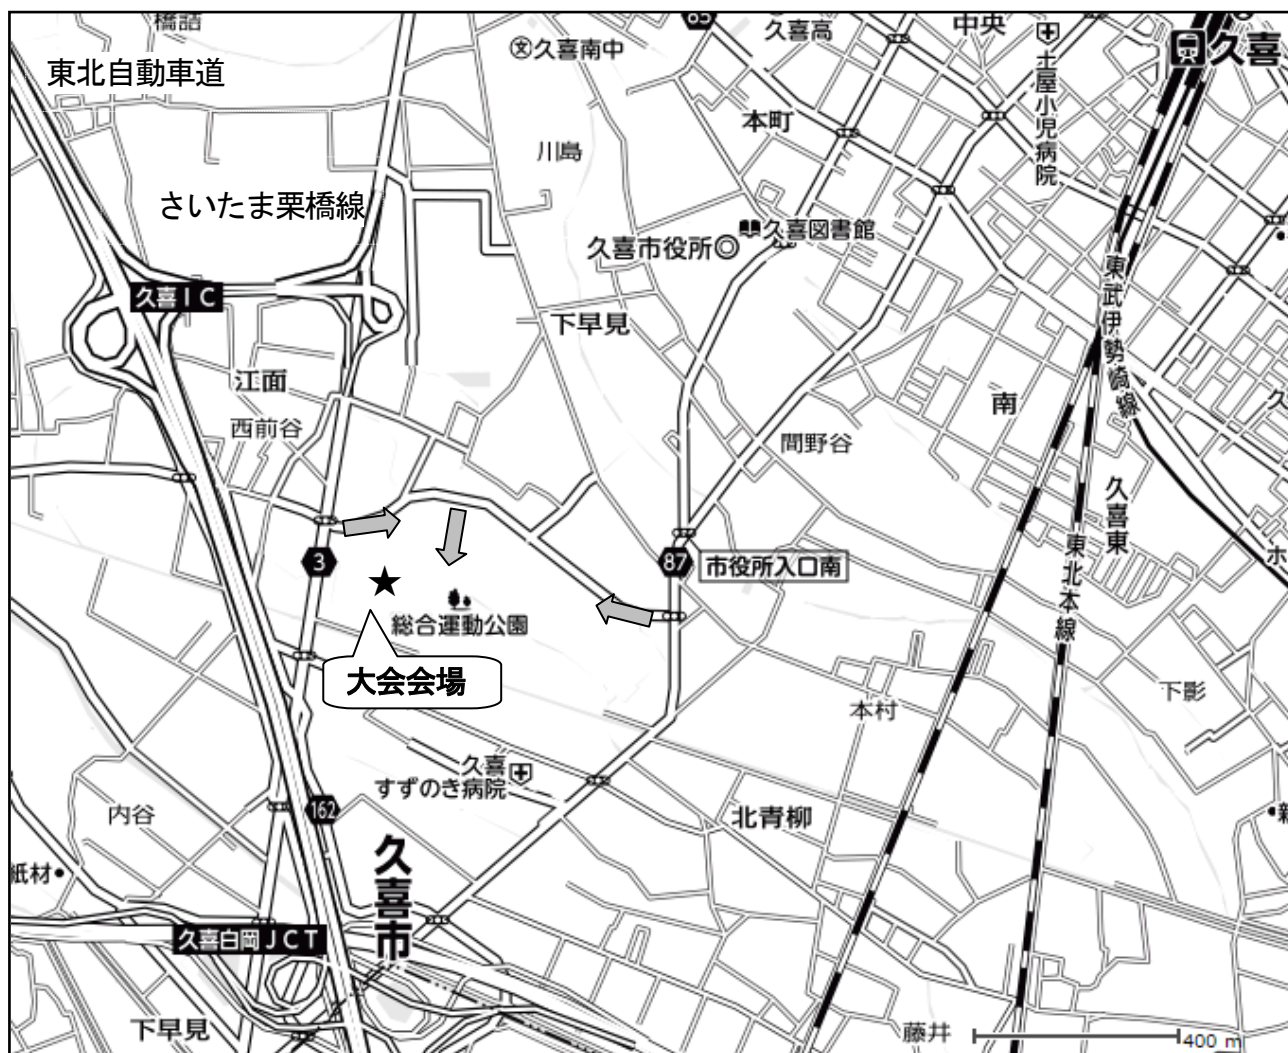 橋詰
85
久喜高
中央
久喜
久喜南中
東北自動車道
土屋小児病院
本町
川島
さいたま栗橋線
久喜図書館
久喜市役所
東武伊勢崎線
久喜IC
下早見
江面
南
西前谷
間野谷
久喜東
3
87
市役所入口南
東北本線
総合運動公園
大会会場
下影
本村
久喜
すずのき病院
162
内谷
北青柳
久喜市
紙材
久喜白岡JCT
下早見
藤井
400 m